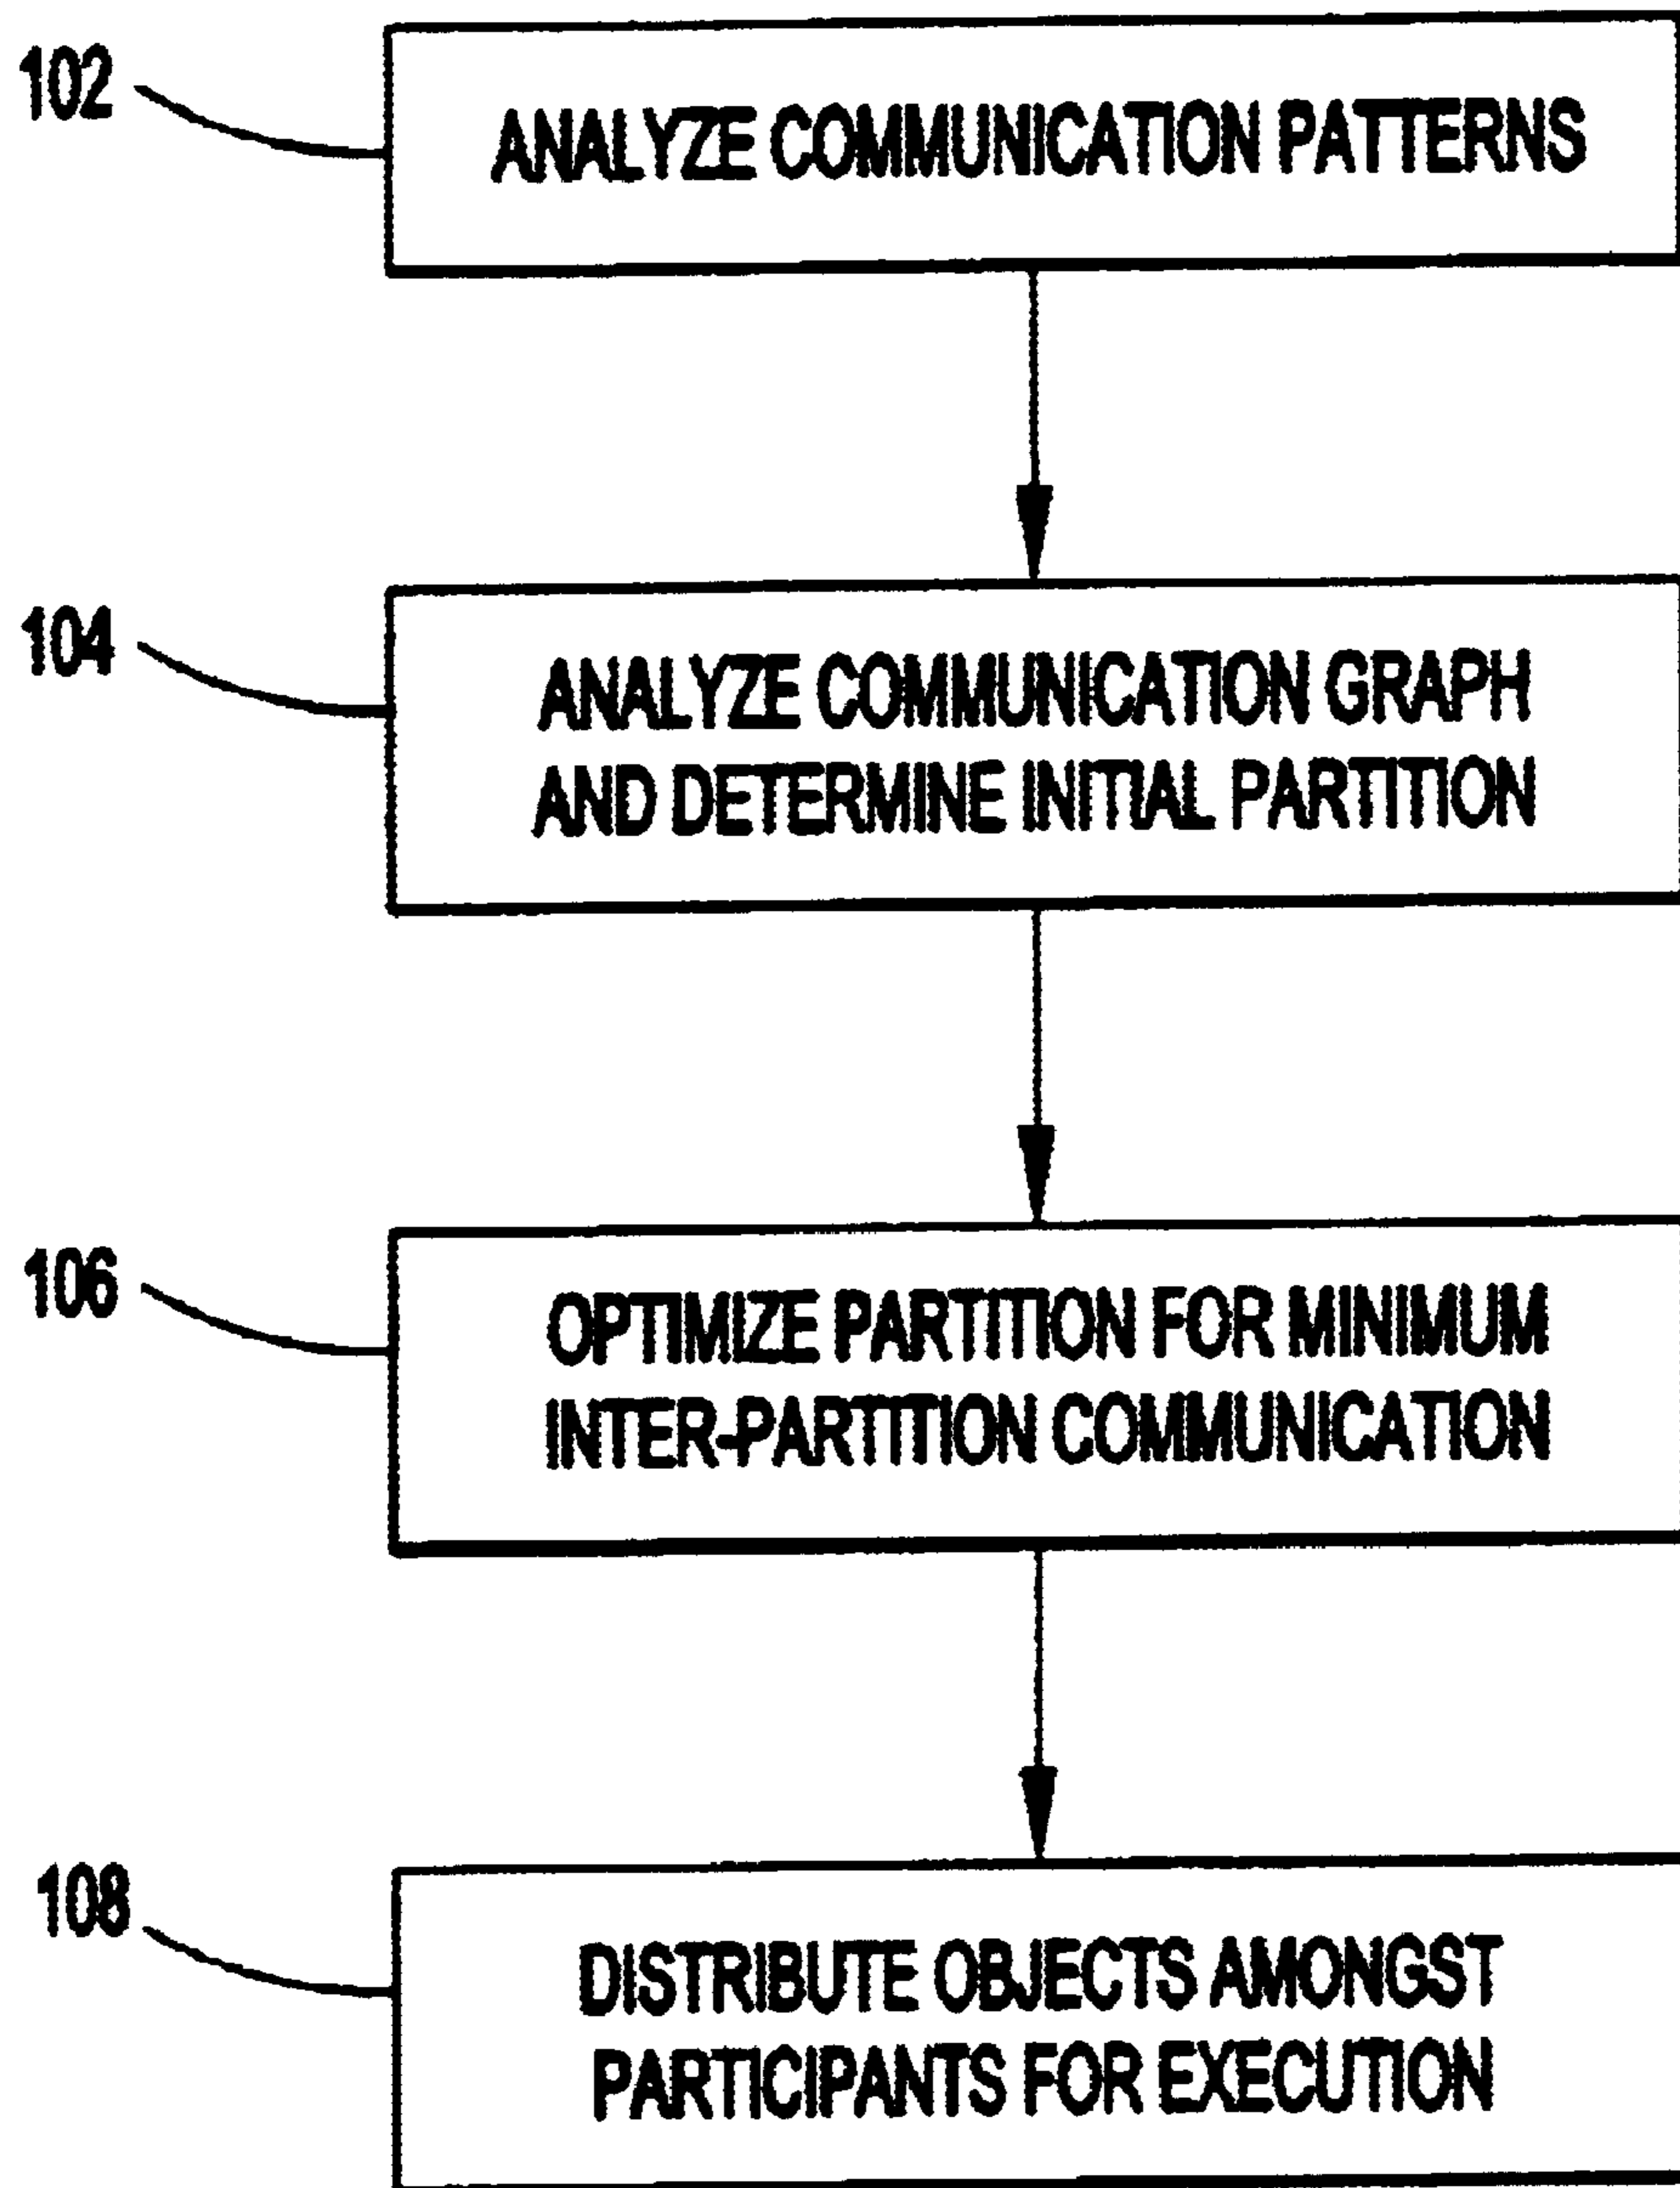 102
ANALYZE COMMUNICATION PATTERNS
104
ANALYZE COMMUNICATION GRAPH
AND DETERMINE INITIAL PARTITION
106
OPTIMIZE PARTITION FOR MINIMUM
INTER-PARTITION COMMUNICATION
108
DISTRIBUTE OBJECTS AMONGST
PARTICIPANTS FOR EXECUTION